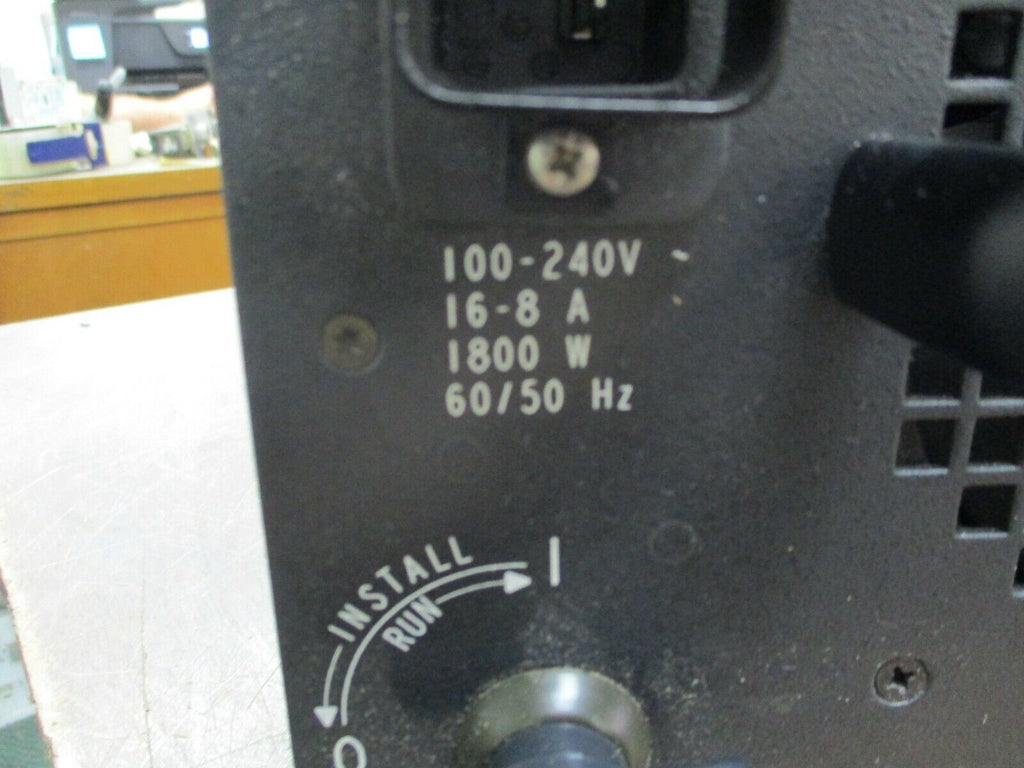 100-240V ~
16-8 A
1800 W
60/50 Hz
INSTALL
RUN
I
O